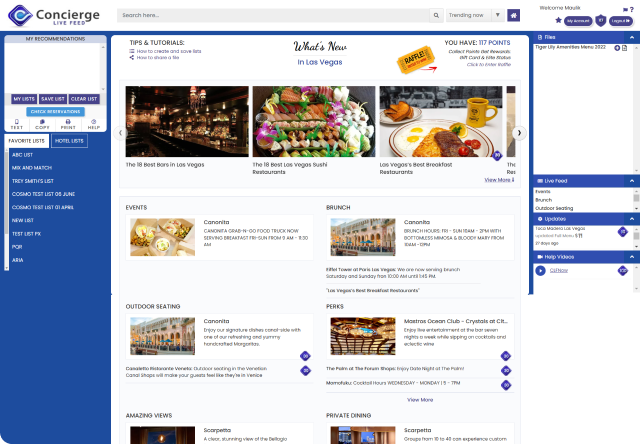 Concierge
LIVE FEED
Search here...
Trending now
Welcome Maulik
?
My Account
Logout
MY RECOMMENDATIONS
MY LISTS
SAVE LIST
CLEAR LIST
CHECK RESERVATIONS
TEXT
COPY
PRINT
HELP
FAVORITE LISTS
HOTEL LISTS
ABC LIST
MIX AND MATCH
TREY SMITH'S LIST
COSMO TEST LIST 08 JUNE
COSMO TEST LIST 01 APRIL
NEW LIST
TEST LIST PX
PQR
ARIA
TIPS & TUTORIALS:
How to create and save lists
How to share a file
What's New
In Las Vegas
RAFFLE
YOU HAVE: 117 POINTS
Collect Points Get Rewards
Gift Card & Elite Status
Click to Enter Raffle
The 18 Best Bars in Las Vegas
The 18 Best Las Vegas Sushi
Restaurants
Las Vegas's Best Breakfast
Restaurants
The 18
Resta
View More
EVENTS
Canonita
CANONITA GRAB-N-GO FOOD TRUCK NOW
SERVING BREAKFAST FRI-SUN FROM 9 AM - 11:30
AM
BRUNCH
Canonita
BRUNCH HOURS: FRI - SUN 10AM - 2PM WITH
BOTTOMLESS MIMOSA & BLOODY MARY FROM
10AM -12PM
Eiffel Tower at Paris Las Vegas: We are now serving brunch
Saturday and Sunday from 10:00 AM until 1:45 PM.
"Las Vegas's Best Breakfast Restaurants"
OUTDOOR SEATING
Canonita
Enjoy our signature dishes canal-side with
one of our refreshing and yummy
handcrafted Margaritas.
Canaletto Ristorante Veneto: Outdoor seating in the Venetian
Canal Shops will make your guests feel like they're in Venice
PERKS
Mastros Ocean Club - Crystals at Cit...
Enjoy live entertainment at the bar seven
nights a week while sipping on cocktails and
eclectic wine
The Palm at The Forum Shops: Enjoy Date Night at The Palm!
Momofuku: Cocktail Hours WEDNESDAY - MONDAY | 5 - 7PM
View More
AMAZING VIEWS
Scarpetta
A clear, stunning view of the Bellagio
PRIVATE DINING
Scarpetta
Groups from 10 to 40 can experience custom
Files
Tiger Lily Amenities Menu 2022
Live Feed
Events
Brunch
Outdoor Seating
Updates
Toca Madera Las Vegas
updated Full Menu
27 days ago
Help Videos
Call Now